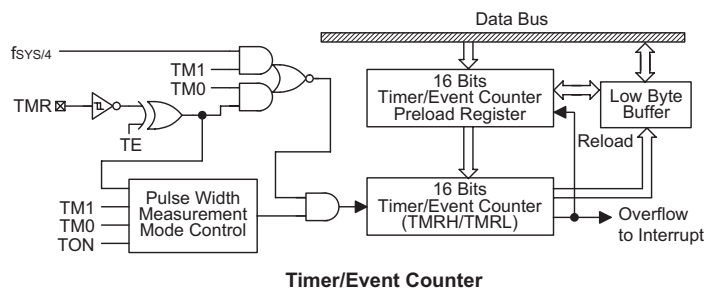 Data Bus
fSYS/4
TM1
TM0
TMR
TE
16 Bits
Timer/Event Counter
Preload Register
Low Byte
Buffer
Reload
Pulse Width
Measurement
Mode Control
TM1
TM0
TON
16 Bits
Timer/Event Counter
(TMRH/TMRL)
Overflow
to Interrupt
Timer/Event Counter